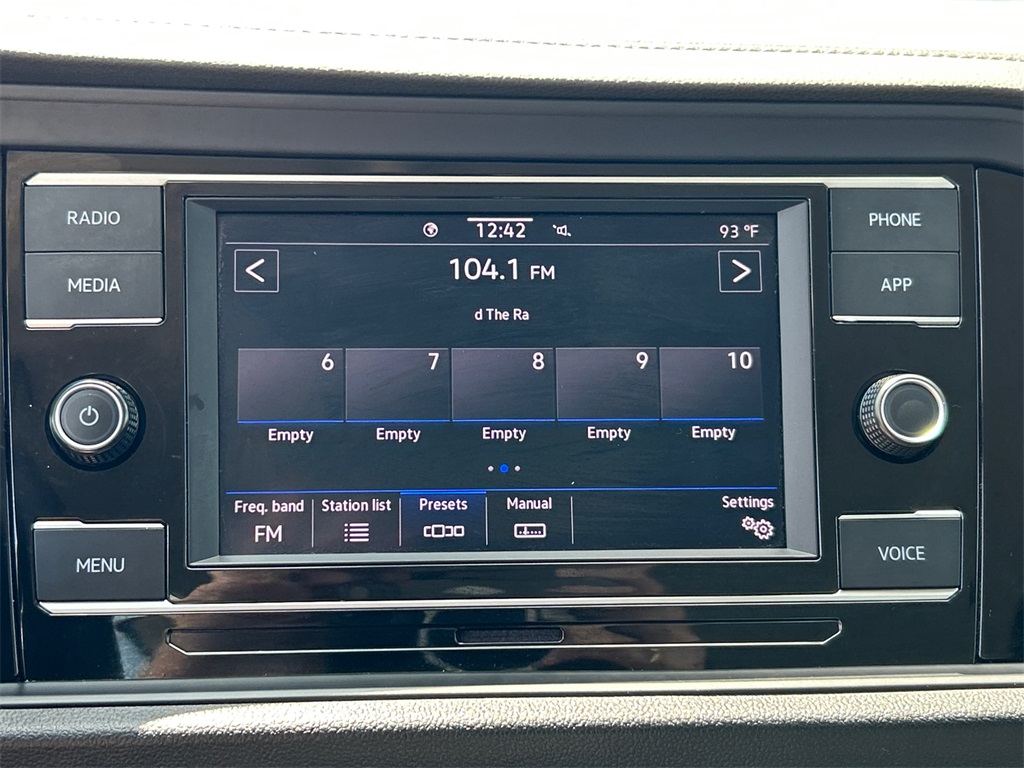 RADIO
MEDIA
MENU
12:42
93 °F
104.1 FM
d The Ra
6 7 8 9 10
Empty Empty Empty Empty Empty
Freq. band Station list Presets Manual Settings
FM
PHONE
APP
VOICE